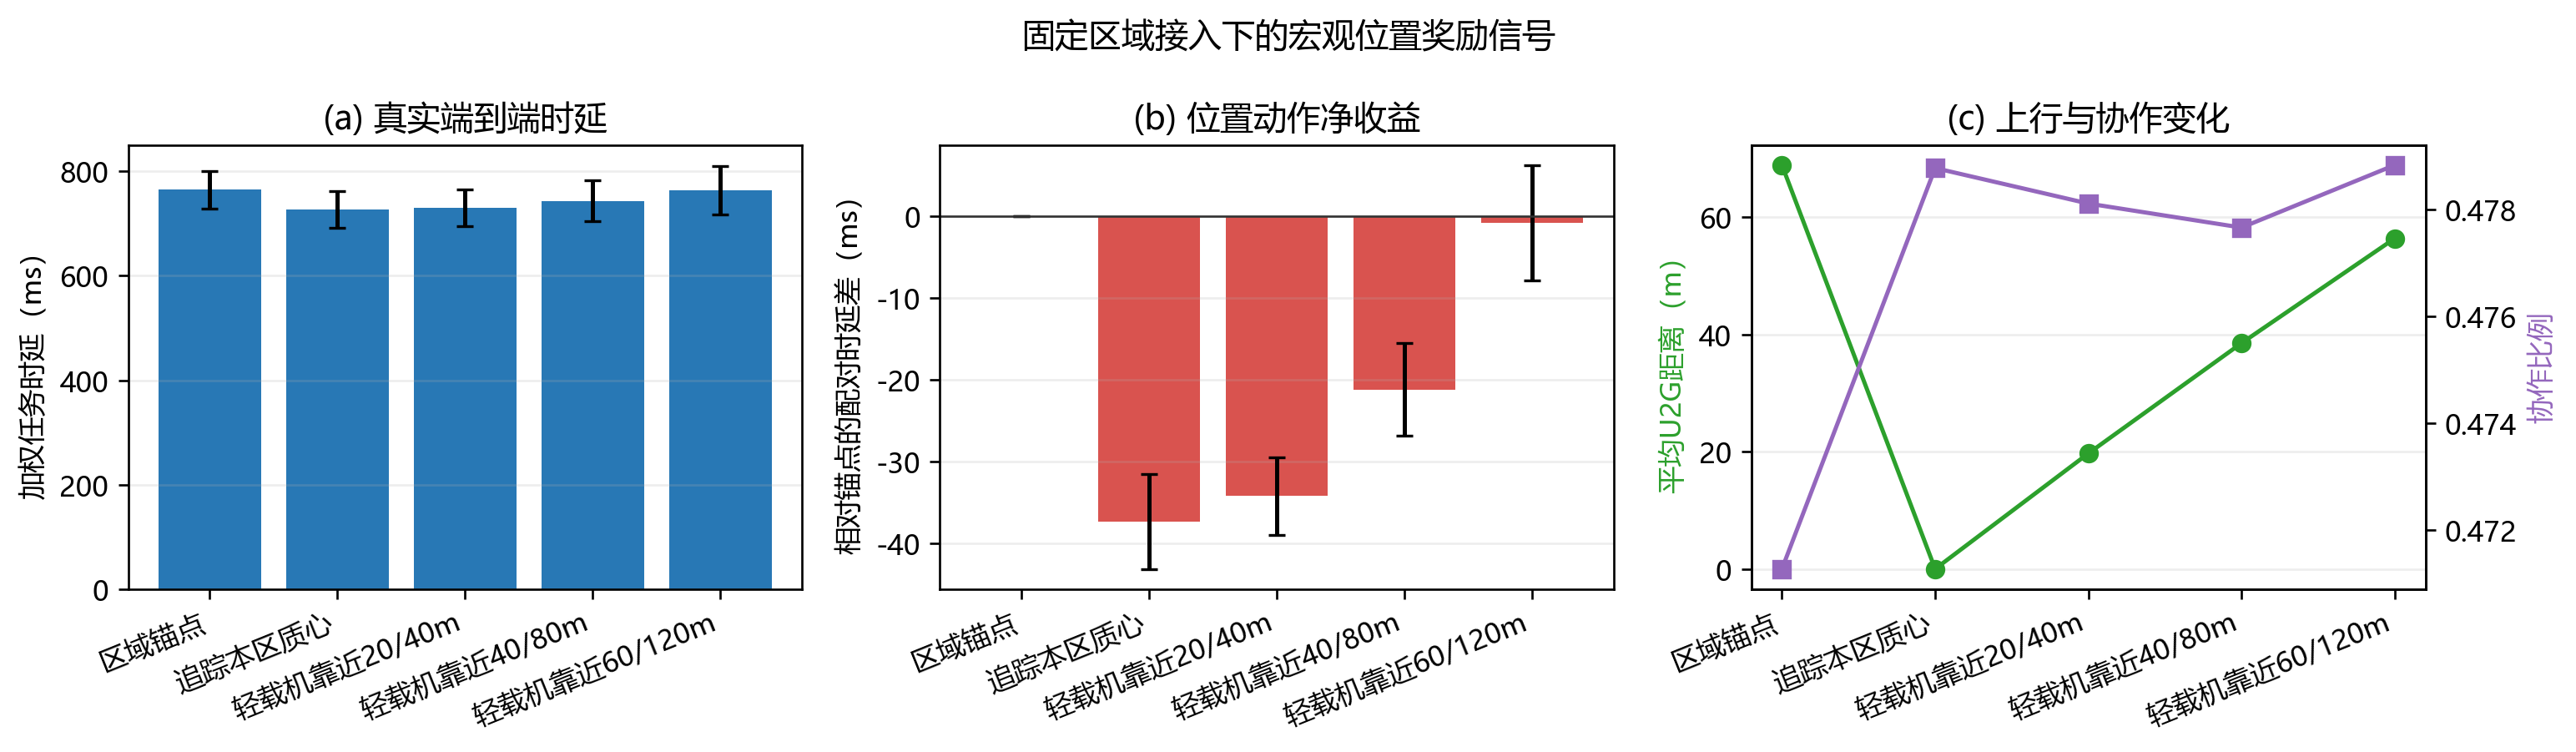 固定区域接入下的宏观位置奖励信号
(a) 真实端到端时延
加权任务时延（ms）
800
600
400
200
0
区域锚点
追踪本区质心
轻载机靠近20/40m
轻载机靠近40/80m
轻载机靠近60/120m
(b) 位置动作净收益
相对锚点的配对时延差（ms）
0
-10
-20
-30
-40
区域锚点
追踪本区质心
轻载机靠近20/40m
轻载机靠近40/80m
轻载机靠近60/120m
(c) 上行与协作变化
平均U2G距离（m）
60
40
20
0
0.478
0.476
0.474
0.472
协作比例
区域锚点
追踪本区质心
轻载机靠近20/40m
轻载机靠近40/80m
轻载机靠近60/120m